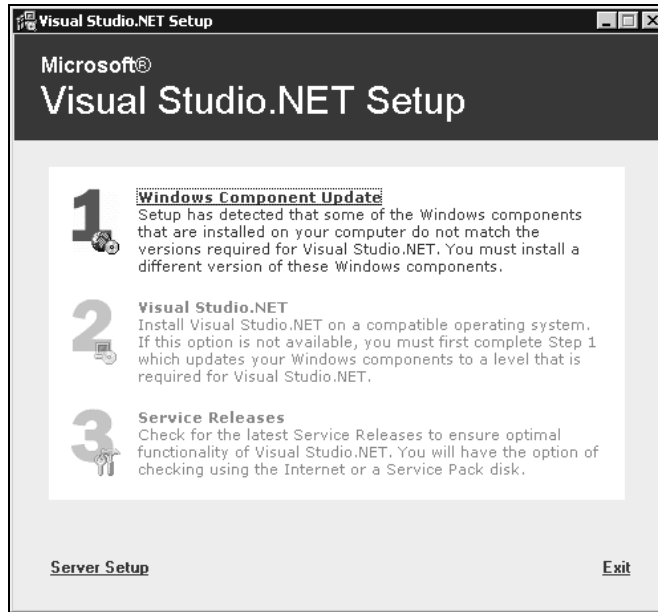 Visual Studio.NET Setup
Microsoft®
Visual Studio.NET Setup
1
Windows Component Update
Setup has detected that some of the Windows components
that are installed on your computer do not match the
versions required for Visual Studio.NET. You must install a
different version of these Windows components.
2
Visual Studio.NET
Install Visual Studio.NET on a compatible operating system.
If this option is not available, you must first complete Step 1
which updates your Windows components to a level that is
required for Visual Studio.NET.
3
Service Releases
Check for the latest Service Releases to ensure optimal
functionality of Visual Studio.NET. You will have the option of
checking using the Internet or a Service Pack disk.
Server Setup
Exit